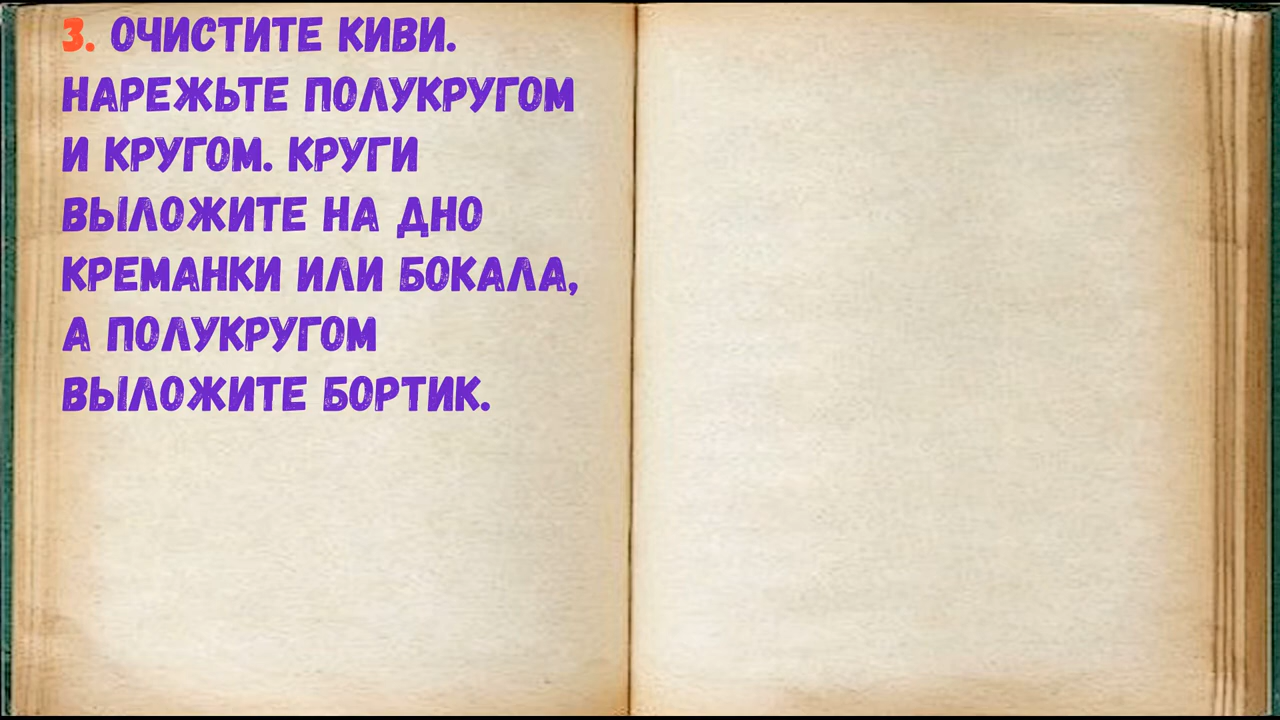 3. ОЧИСТИТЕ КИВИ.
НАРЕЖЬТЕ ПОЛУКРУГОМ
И КРУГОМ. КРУГИ
ВЫЛОЖИТЕ НА ДНО
КРЕМАНКИ ИЛИ БОКАЛА,
А ПОЛУКРУГОМ
ВЫЛОЖИТЕ БОРТИК.